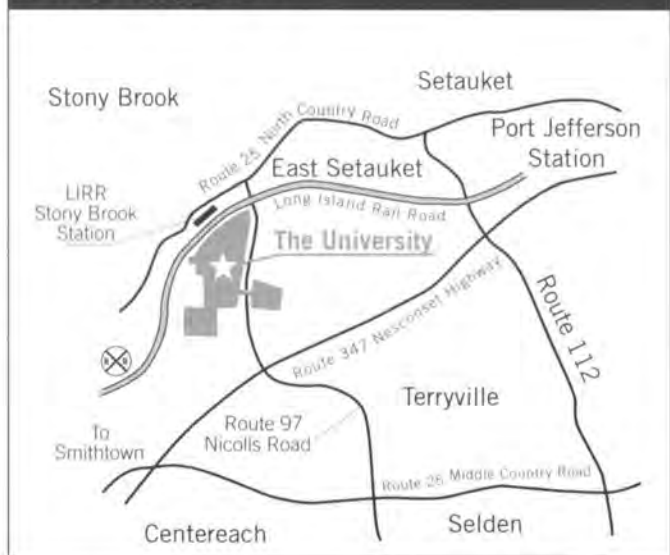 Setauket
Stony Brook
Route 25 North Country Road
Port Jefferson
Station
East Setauket
LIRR
Stony Brook
Station
Long Island Rail Road
The University
R R
Route 347 Nesconset Highway
Route 112
Terryville
Route 97
Nicolls Road
To
Smithtown
Route 25 Middle Country Road
Centereach
Selden